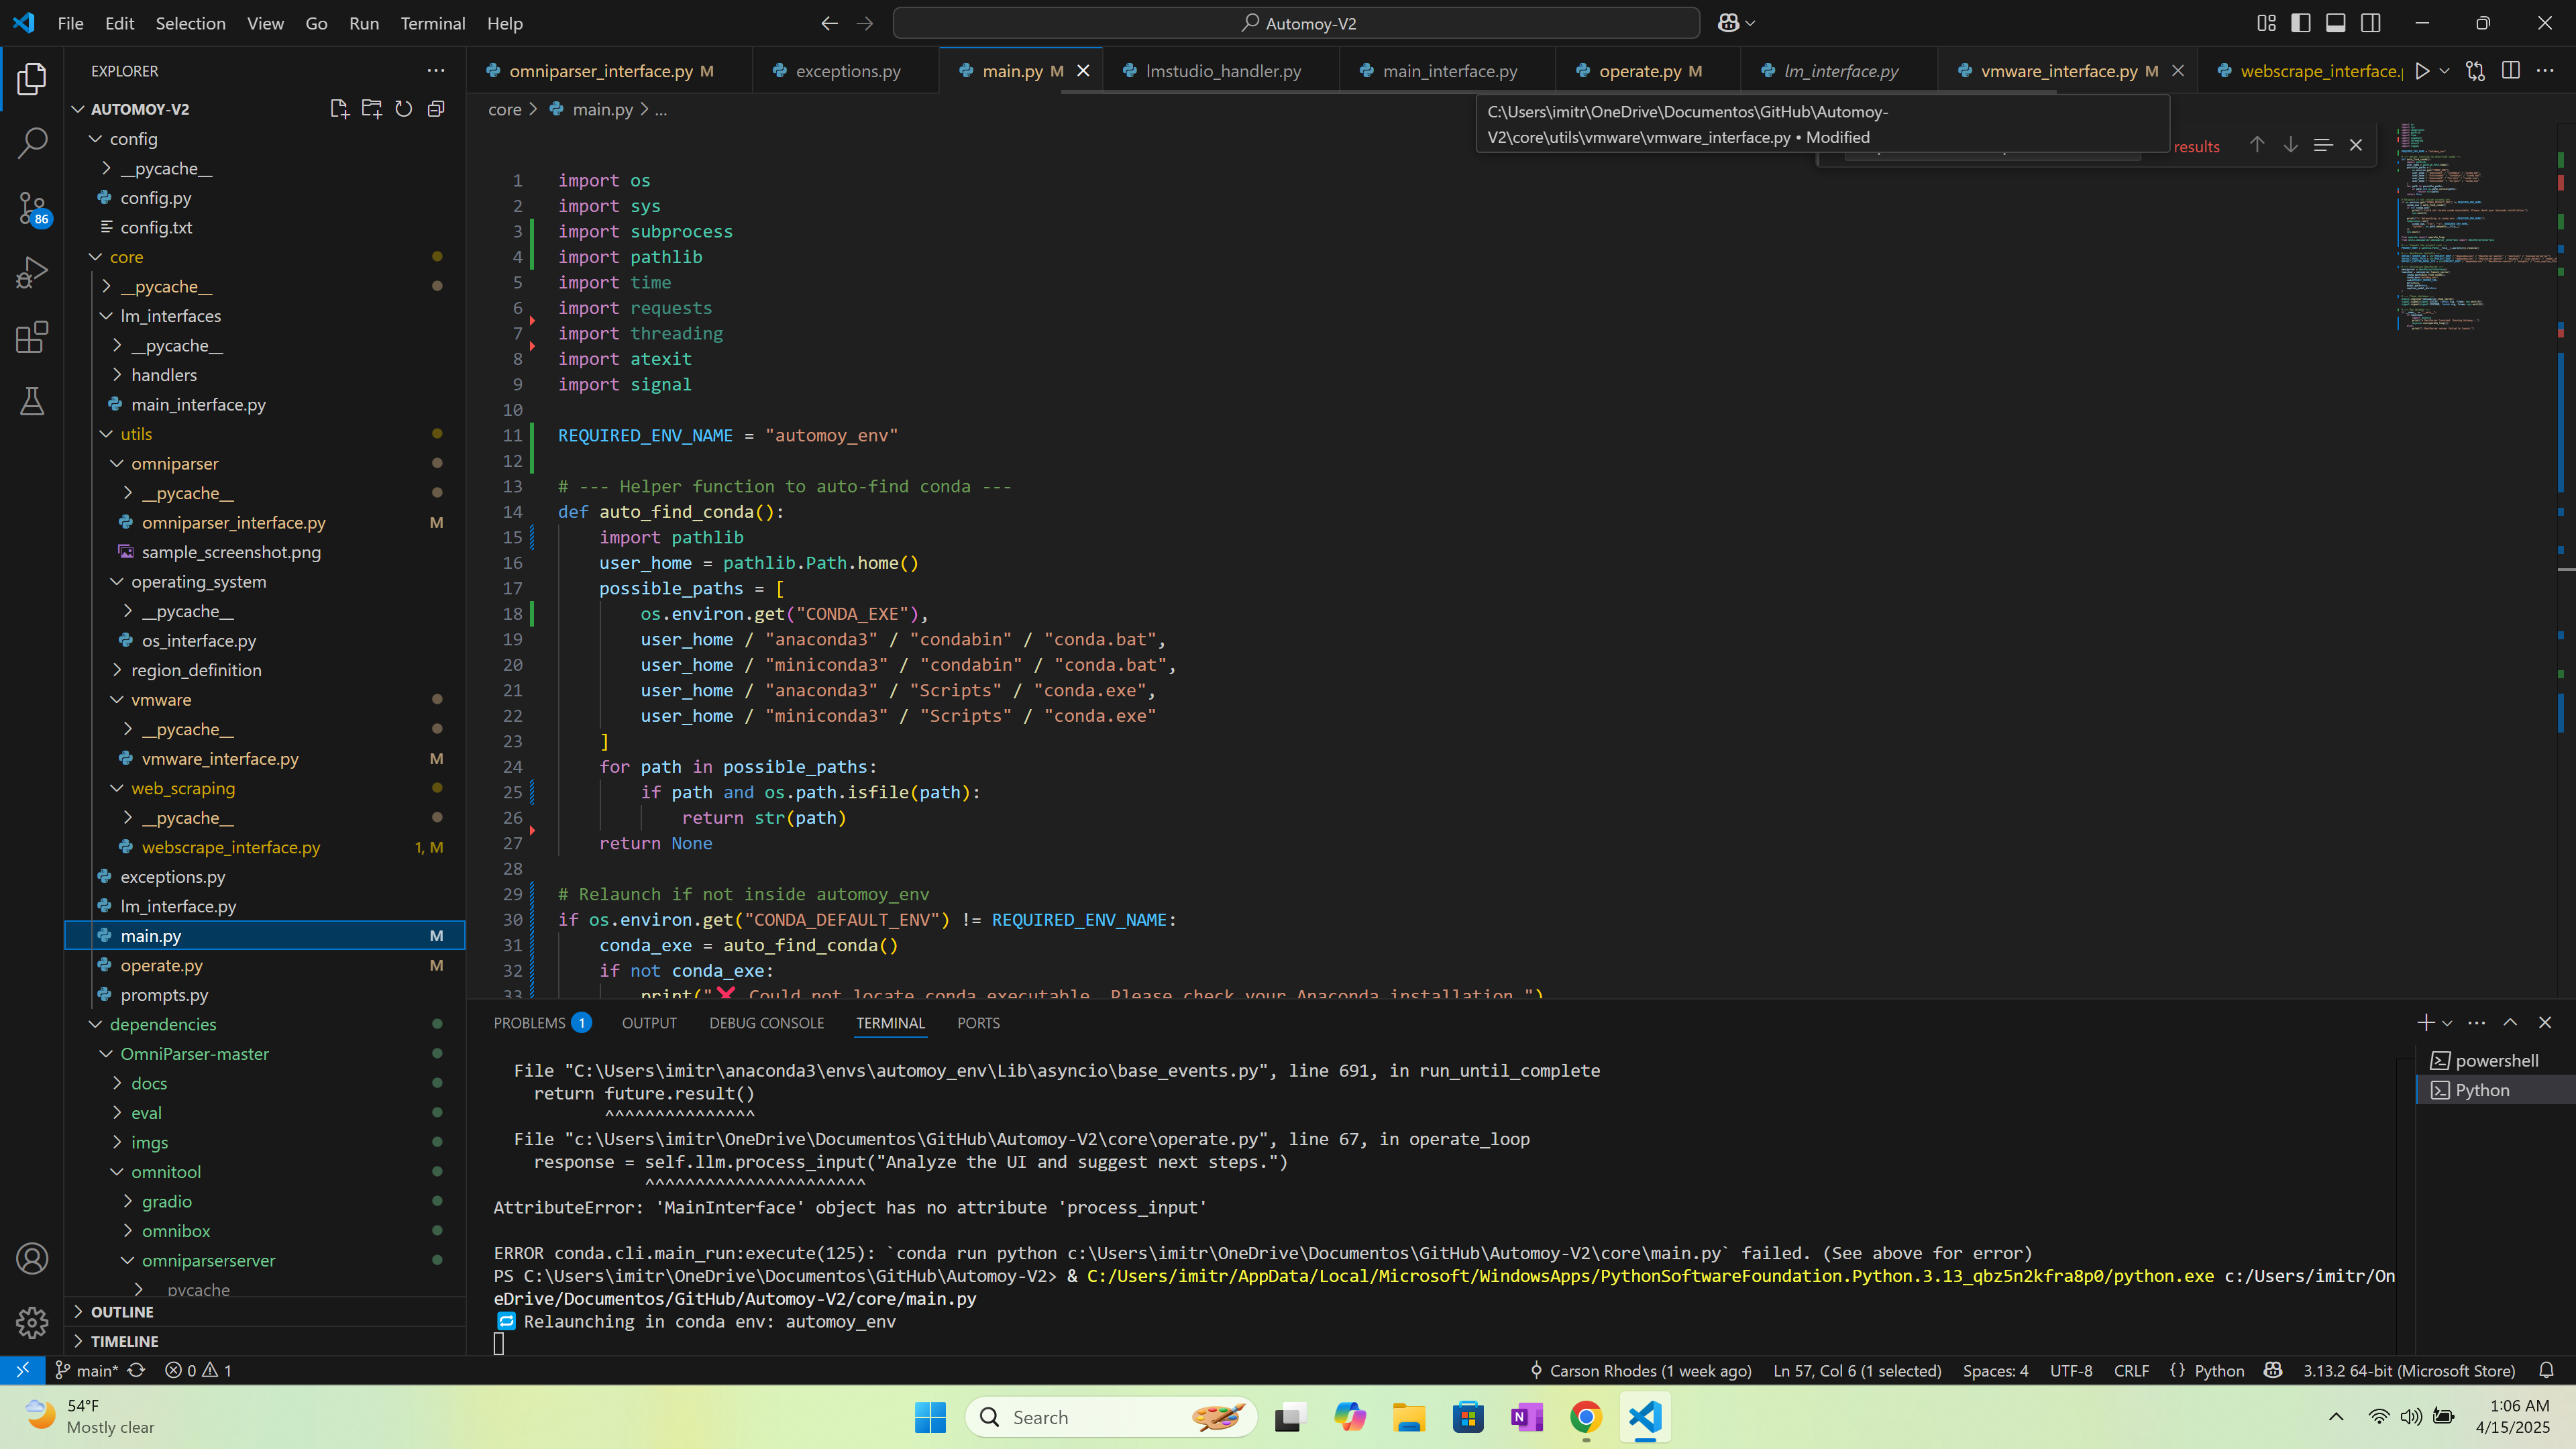 File Edit Selection View Go Run Terminal Help
Automoy-V2
EXPLORER
omniparser_interface.py M
exceptions.py
main.py M
lmstudio_handler.py
main_interface.py
operate.py M
lm_interface.py
vmware_interface.py M
webscrape_interface.
AUTOMOY-V2
config
__pycache__
config.py
config.txt
core
__pycache__
lm_interfaces
__pycache__
handlers
main_interface.py
utils
omniparser
__pycache__
omniparser_interface.py M
sample_screenshot.png
operating_system
__pycache__
os_interface.py
region_definition
vmware
__pycache__
vmware_interface.py M
web_scraping
__pycache__
webscrape_interface.py 1, M
exceptions.py
lm_interface.py
main.py M
operate.py M
prompts.py
dependencies
OmniParser-master
docs
eval
imgs
omnitool
gradio
omnibox
omniparserserver
pycache
OUTLINE
TIMELINE
86
core > main.py > ...
C:\Users\imitr\OneDrive\Documentos\GitHub\Automoy-
V2\core\utils\vmware\vmware_interface.py • Modified
results
1 import os
2 import sys
3 import subprocess
4 import pathlib
5 import time
6 import requests
7 import threading
8 import atexit
9 import signal
10
11 REQUIRED_ENV_NAME = "automoy_env"
12
13 # --- Helper function to auto-find conda ---
14 def auto_find_conda():
15 import pathlib
16 user_home = pathlib.Path.home()
17 possible_paths = [
18 os.environ.get("CONDA_EXE"),
19 user_home / "anaconda3" / "condabin" / "conda.bat",
20 user_home / "miniconda3" / "condabin" / "conda.bat",
21 user_home / "anaconda3" / "Scripts" / "conda.exe",
22 user_home / "miniconda3" / "Scripts" / "conda.exe"
23 ]
24 for path in possible_paths:
25 if path and os.path.isfile(path):
26 return str(path)
27 return None
28
29 # Relaunch if not inside automoy_env
30 if os.environ.get("CONDA_DEFAULT_ENV") != REQUIRED_ENV_NAME:
31 conda_exe = auto_find_conda()
32 if not conda_exe:
33 print("❌ Could not locate conda executable. Please check your Anaconda installation.")
PROBLEMS 1 OUTPUT DEBUG CONSOLE TERMINAL PORTS
File "C:\Users\imitr\anaconda3\envs\automoy_env\Lib\asyncio\base_events.py", line 691, in run_until_complete
return future.result()
^^^^^^^^^^^^^^^
File "c:\Users\imitr\OneDrive\Documentos\GitHub\Automoy-V2\core\operate.py", line 67, in operate_loop
response = self.llm.process_input("Analyze the UI and suggest next steps.")
^^^^^^^^^^^^^^^^^^^^^^
AttributeError: 'MainInterface' object has no attribute 'process_input'
ERROR conda.cli.main_run:execute(125): `conda run python c:\Users\imitr\OneDrive\Documentos\GitHub\Automoy-V2\core\main.py` failed. (See above for error)
PS C:\Users\imitr\OneDrive\Documentos\GitHub\Automoy-V2> & C:/Users/imitr/AppData/Local/Microsoft/WindowsApps/PythonSoftwareFoundation.Python.3.13_qbz5n2kfra8p0/python.exe c:/Users/imitr/On
eDrive/Documentos/GitHub/Automoy-V2/core/main.py
🔁 Relaunching in conda env: automoy_env
powershell
Python
main* 0 1
Carson Rhodes (1 week ago) Ln 57, Col 6 (1 selected) Spaces: 4 UTF-8 CRLF {} Python 3.13.2 64-bit (Microsoft Store)
54°F
Mostly clear
Search
1:06 AM
4/15/2025